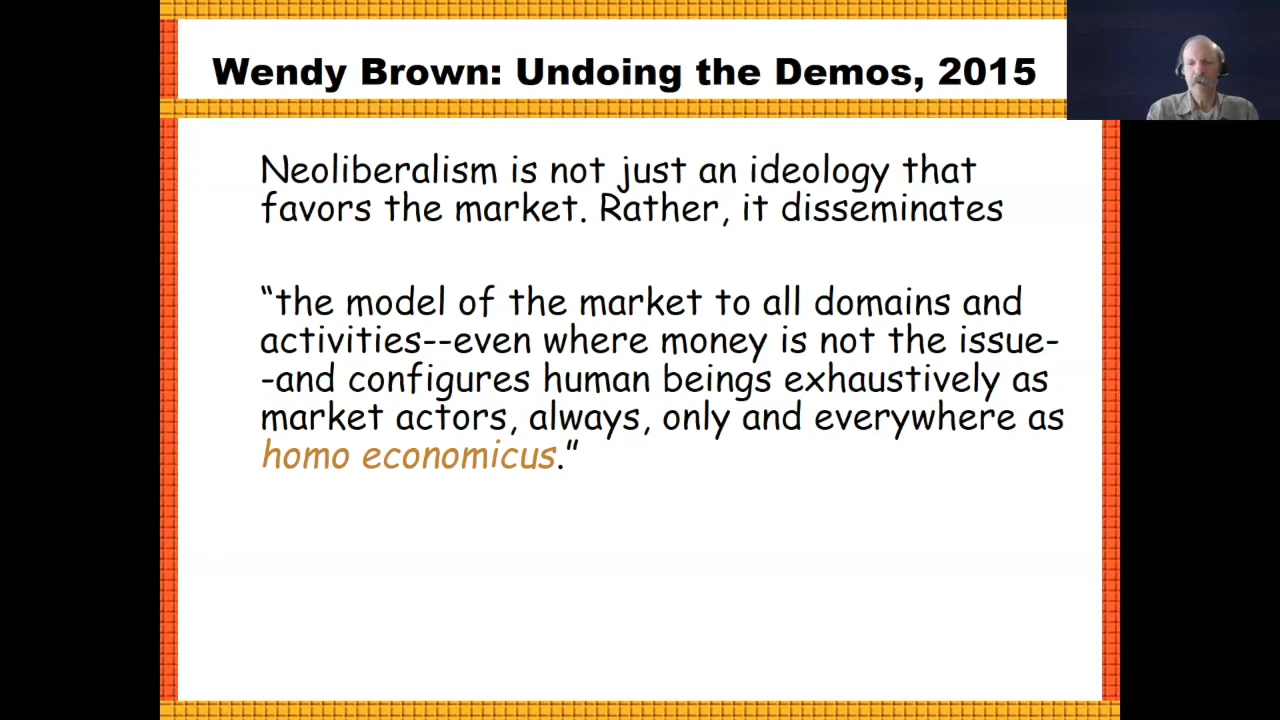 Wendy Brown: Undoing the Demos, 2015
Neoliberalism is not just an ideology that
favors the market. Rather, it disseminates
“the model of the market to all domains and
activities--even where money is not the issue-
-and configures human beings exhaustively as
market actors, always, only and everywhere as
homo economicus.”